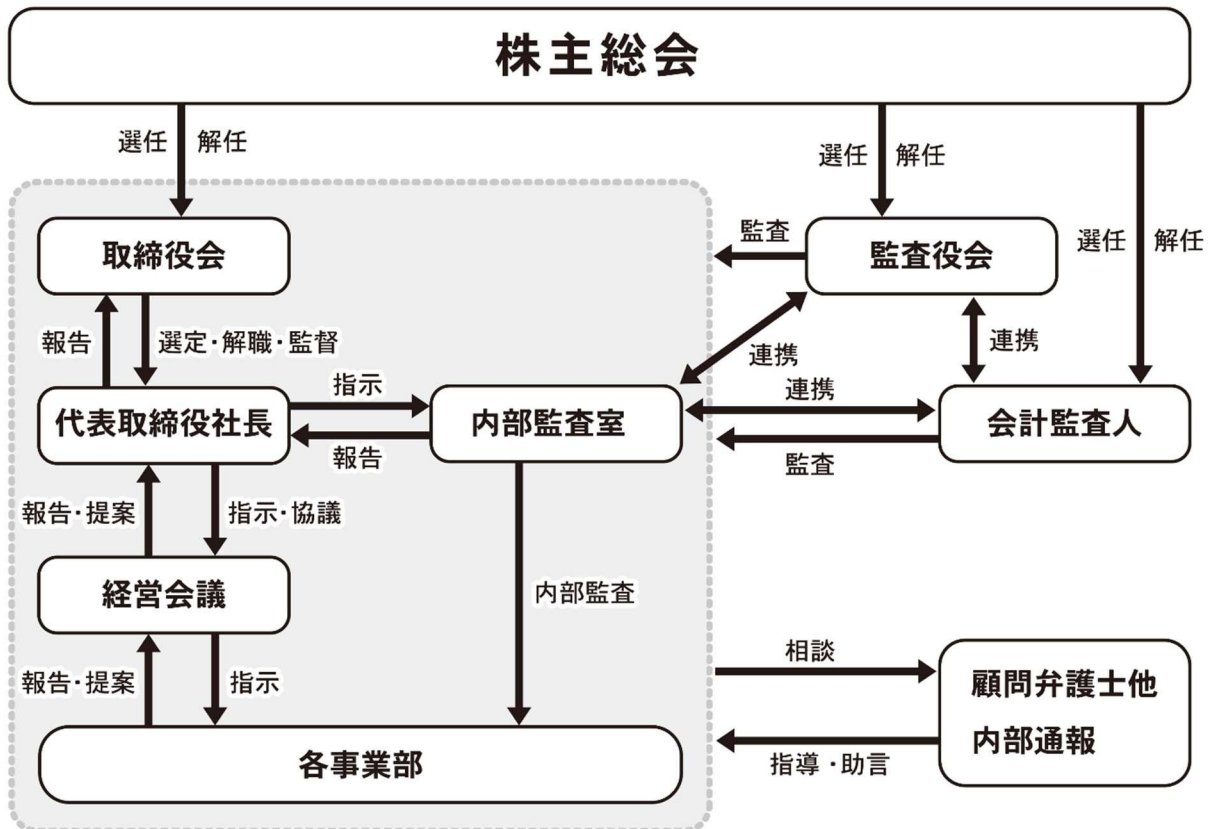 株主総会
選任 解任
選任 解任
選任 解任
取締役会
監査
監査役会
報告
選定・解職・監督
連携
連携
代表取締役社長
指示
報告
内部監査室
連携
監査
会計監査人
報告・提案
指示・協議
経営会議
内部監査
報告・提案
指示
相談
顧問弁護士他
内部通報
指導・助言
各事業部